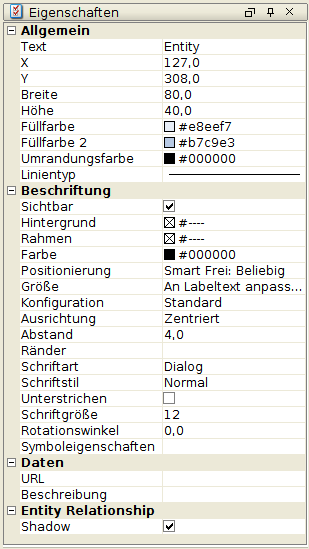 Eigenschaften
Allgemein
Text Entity
X 127,0
Y 308,0
Breite 80,0
Höhe 40,0
Füllfarbe #e8eef7
Füllfarbe 2 #b7c9e3
Umrandungsfarbe #000000
Linientyp
Beschriftung
Sichtbar
Hintergrund #----
Rahmen #----
Farbe #000000
Positionierung Smart Frei: Beliebig
Größe An Labeltext anpass...
Konfiguration Standard
Ausrichtung Zentriert
Abstand 4,0
Ränder
Schriftart Dialog
Schriftstil Normal
Unterstrichen
Schriftgröße 12
Rotationswinkel 0,0
Symboleigenschaften
Daten
URL
Beschreibung
Entity Relationship
Shadow